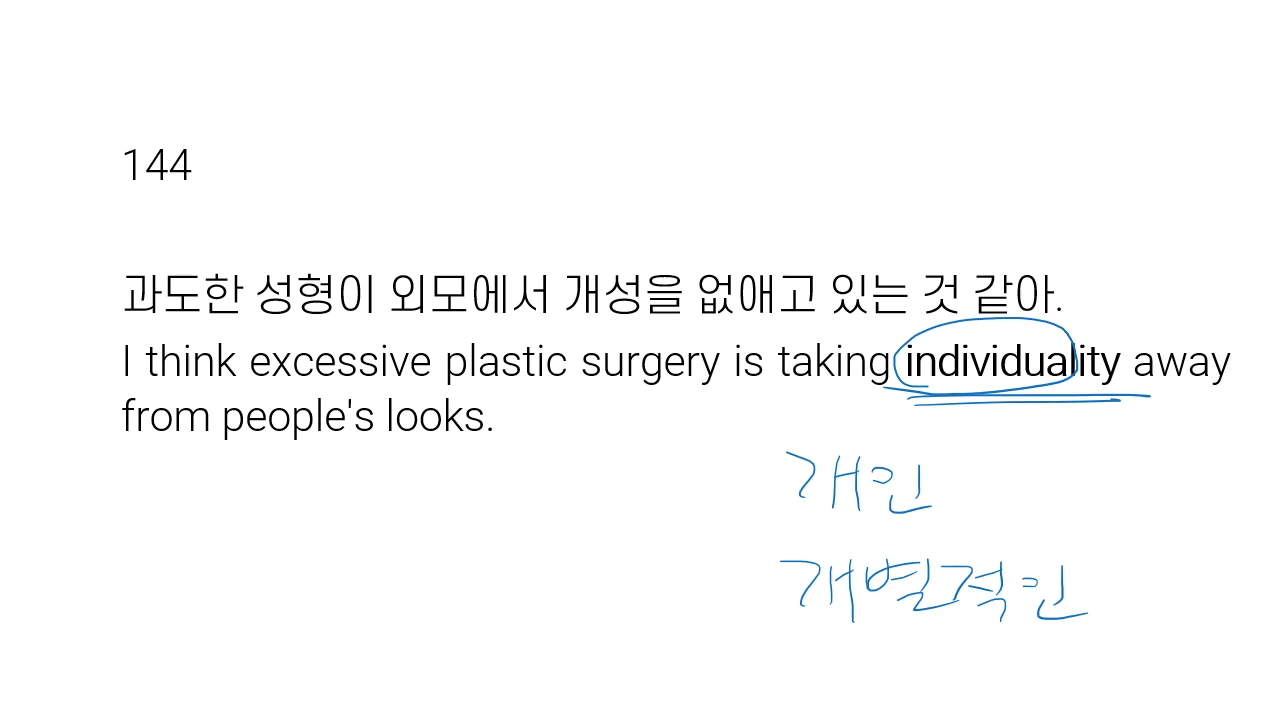 144
과도한 성형이 외모에서 개성을 없애고 있는 것 같아.
I think excessive plastic surgery is taking individuality away
from people's looks.
개인
개별적인